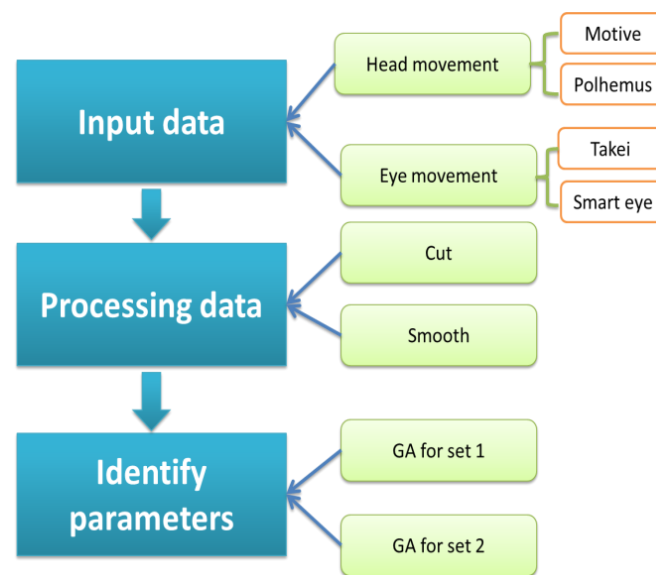 Input data
Head movement
Motive
Polhemus
Eye movement
Takei
Smart eye
Processing data
Cut
Smooth
Identify
parameters
GA for set 1
GA for set 2